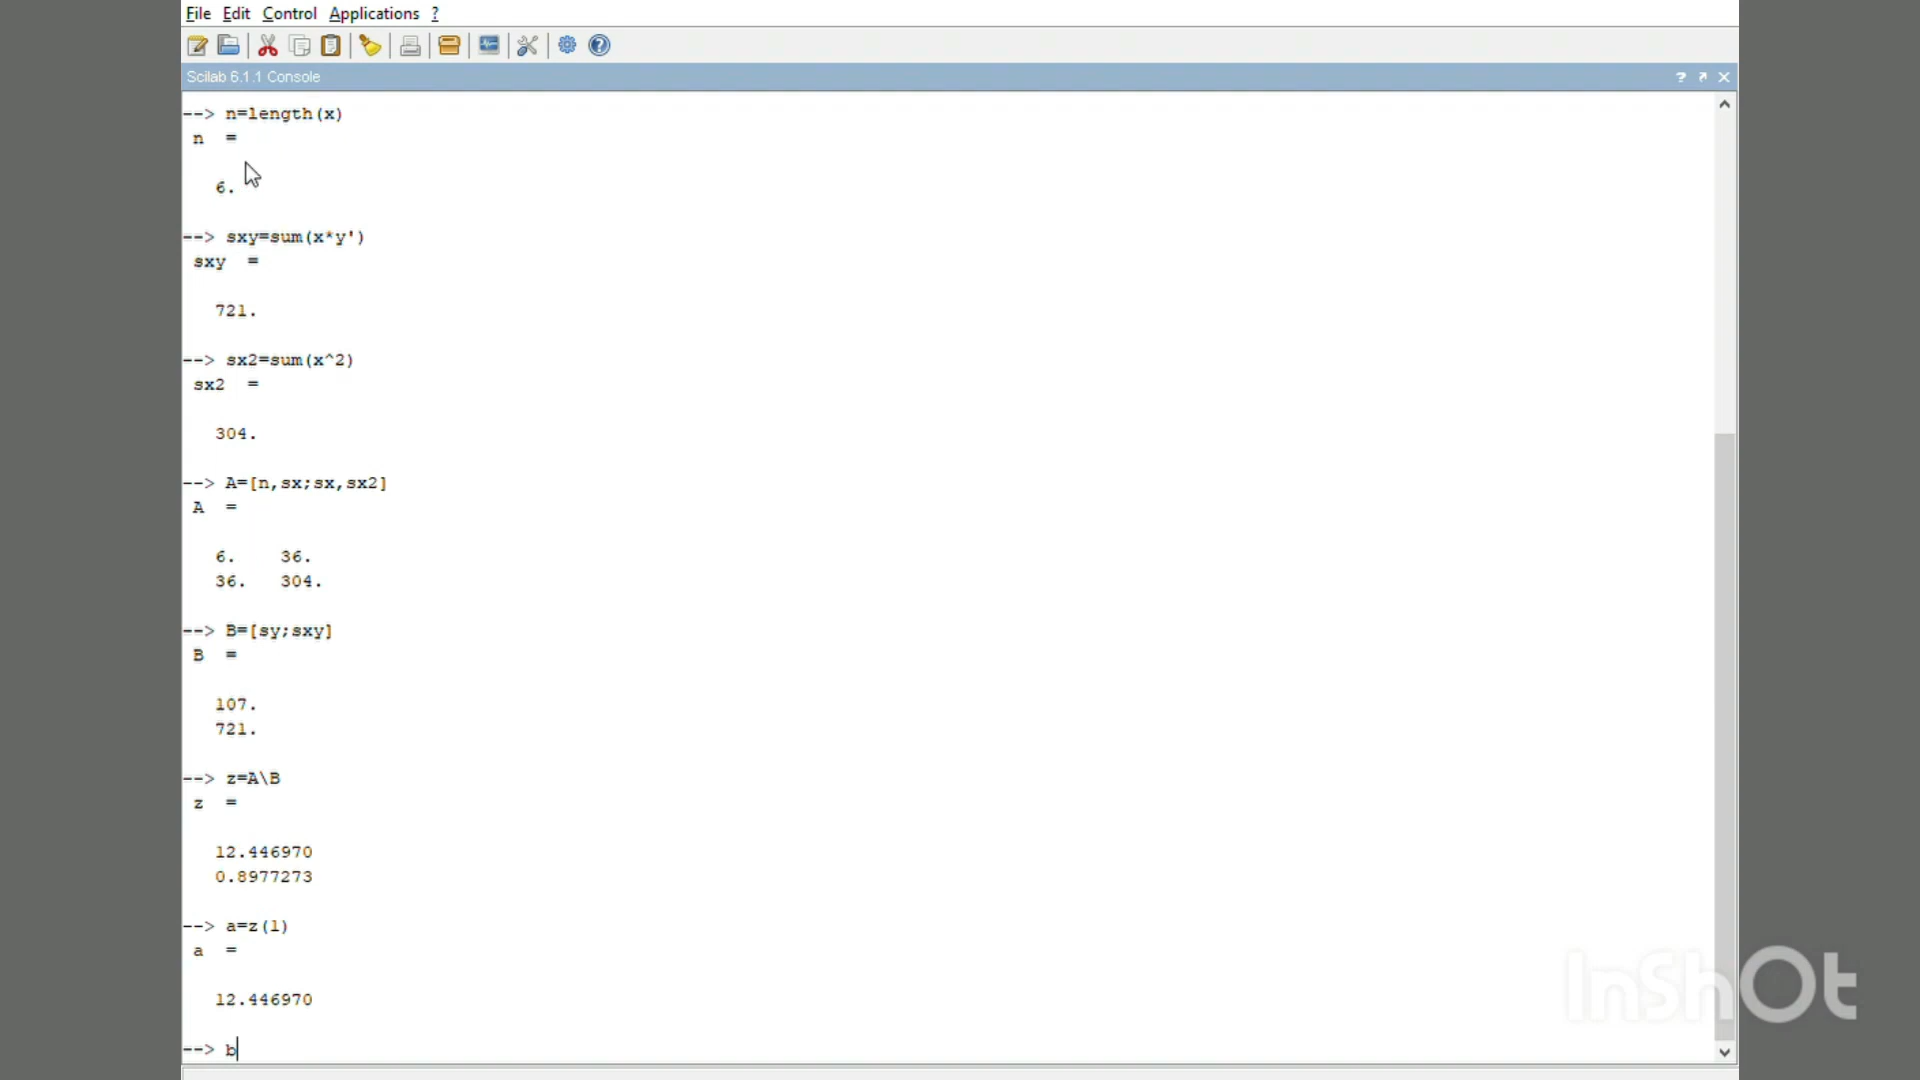 File Edit Control Applications ?
Scilab 6.1.1 Console
--> n=length(x)
n =
6.
--> sxy=sum(x*y')
sxy =
721.
--> sx2=sum(x^2)
sx2 =
304.
--> A=[n,sx;sx,sx2]
A =
6. 36.
36. 304.
--> B=[sy;sxy]
B =
107.
721.
--> z=A\B
z =
12.446970
0.8977273
--> a=z(1)
a =
12.446970
--> b
InShOt